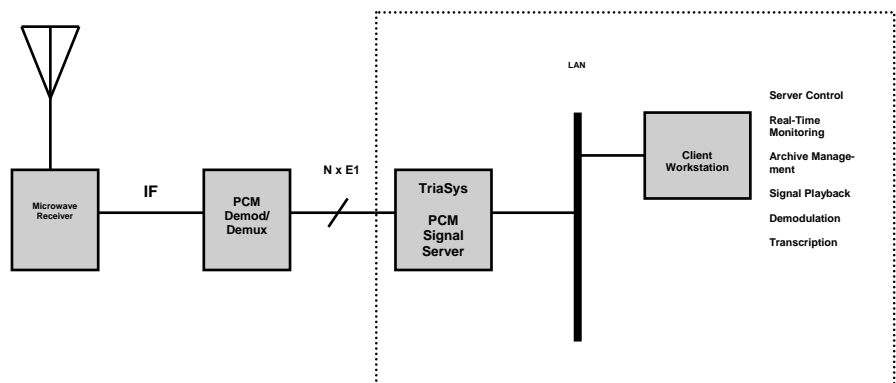 LAN
Microwave
Receiver
IF
PCM
Demod/
Demux
N x E1
TriaSys
PCM
Signal
Server
Client
Workstation
Server Control
Real-Time
Monitoring
Archive Manage-
ment
Signal Playback
Demodulation
Transcription